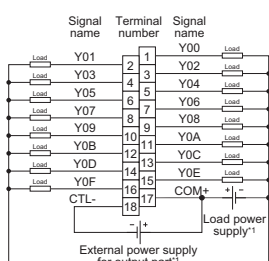 Signal name Terminal number Signal name
Load Y01 1 Y00 Load
2 Y02 Load
Load Y03 3
4 Y04 Load
Load Y05 5
6 Y06 Load
Load Y07 7
8 Y08 Load
Load Y09 9
10 Y0A Load
Load Y0B 11
12 Y0C Load
Load Y0D 13
14 Y0E Load
Load Y0F 15
16 COM+
CTL- 17
18
- +
+ -
Load power supply*1
External power supply
for output part*1